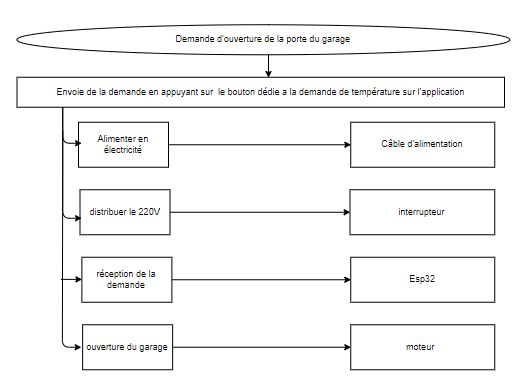 Demande d'ouverture de la porte du garage
Envoie de la demande en appuyant sur le bouton dédie a la demande de température sur l'application
Alimenter en
électricité
Câble d'alimentation
distribuer le 220V
interrupteur
réception de la
demande
Esp32
ouverture du garage
moteur